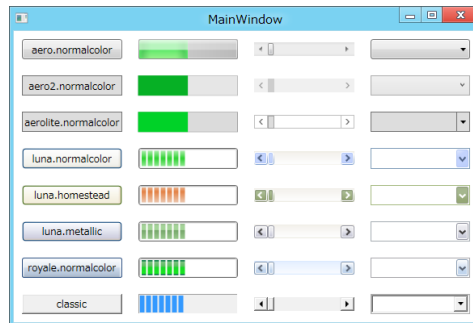 MainWindow
aero.normalcolor
aero2.normalcolor
aerolite.normalcolor
luna.normalcolor
luna.homestead
luna.metallic
royale.normalcolor
classic